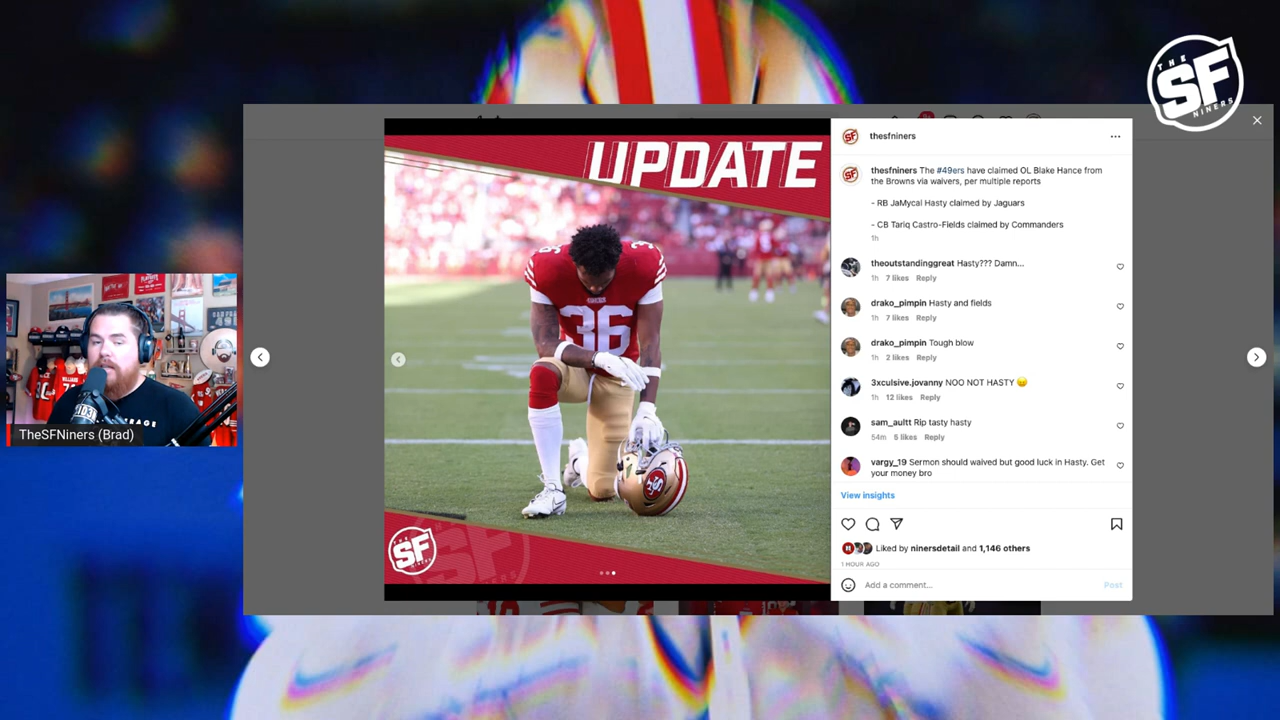 THE
SF
NINERS
UPDATE
36
3
THE
SF
thesfniners
thesfniners The #49ers have claimed OL Blake Hance from
the Browns via waivers, per multiple reports
- RB JaMycal Hasty claimed by Jaguars
- CB Tariq Castro-Fields claimed by Commanders
1h
theoutstandinggreat Hasty??? Damn...
1h 7 likes Reply
drako_pimpin Hasty and fields
1h 7 likes Reply
drako_pimpin Tough blow
1h 2 likes Reply
3xculsive.jovanny NOO NOT HASTY 😞
1h 12 likes Reply
sam_aultt Rip tasty hasty
54m 5 likes Reply
vargy_19 Sermon should waived but good luck in Hasty. Get
your money bro
View insights
Liked by ninersdetail and 1,146 others
1 HOUR AGO
Add a comment...
Post
TheSFNiners (Brad)